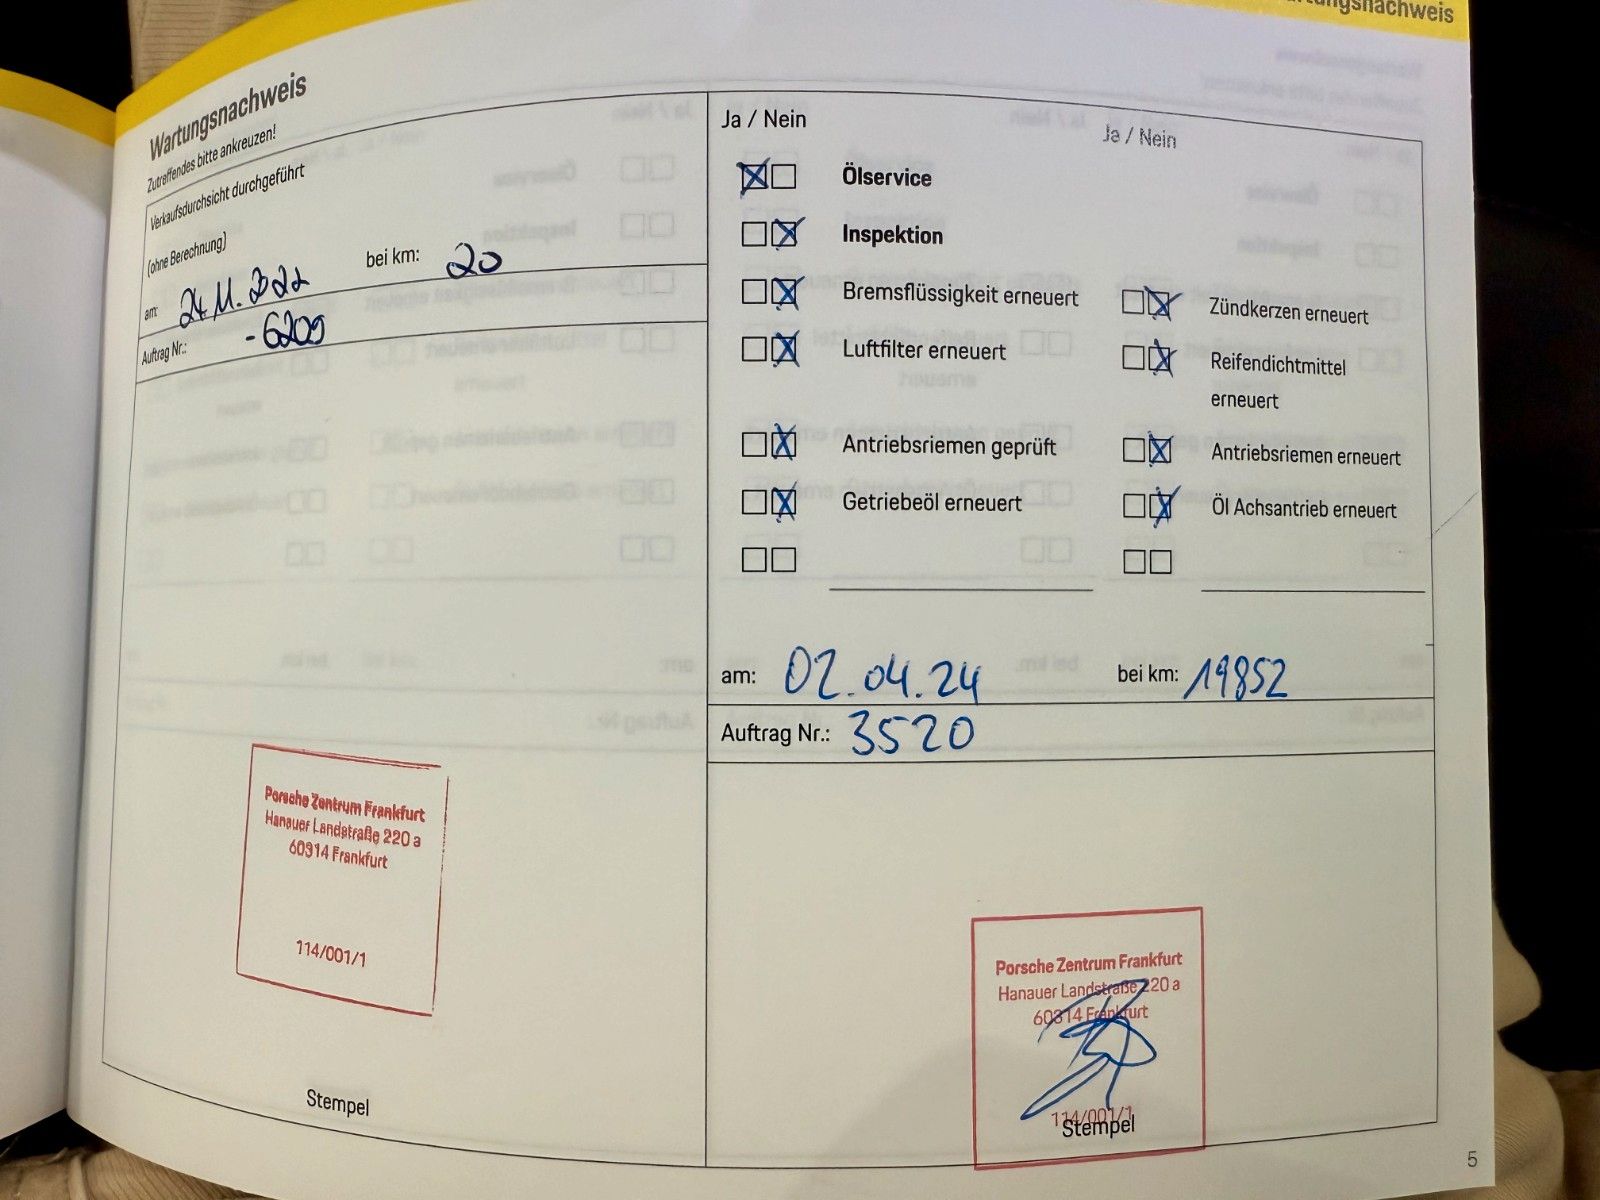 Wartungsnachweis
Wartungsnachweis
Zutreffendes bitte ankreuzen!
Verkaufsdurchsicht durchgeführt
(ohne Berechnung)
am: 24.11.2022 bei km: 20
Auftrag Nr.: -6209
Porsche Zentrum Frankfurt
Hanauer Landstraße 220 a
60314 Frankfurt
114/001/1
Stempel
Ja / Nein Ja / Nein
Ölservice
Inspektion
Bremsflüssigkeit erneuert Zündkerzen erneuert
Luftfilter erneuert Reifendichtmittel
erneuert
Antriebsriemen geprüft Antriebsriemen erneuert
Getriebeöl erneuert Öl Achsantrieb erneuert
am: 02.04.24 bei km: 19852
Auftrag Nr.: 3520
Porsche Zentrum Frankfurt
Hanauer Landstraße 220 a
60314 Frankfurt
114/001/1
Stempel
5